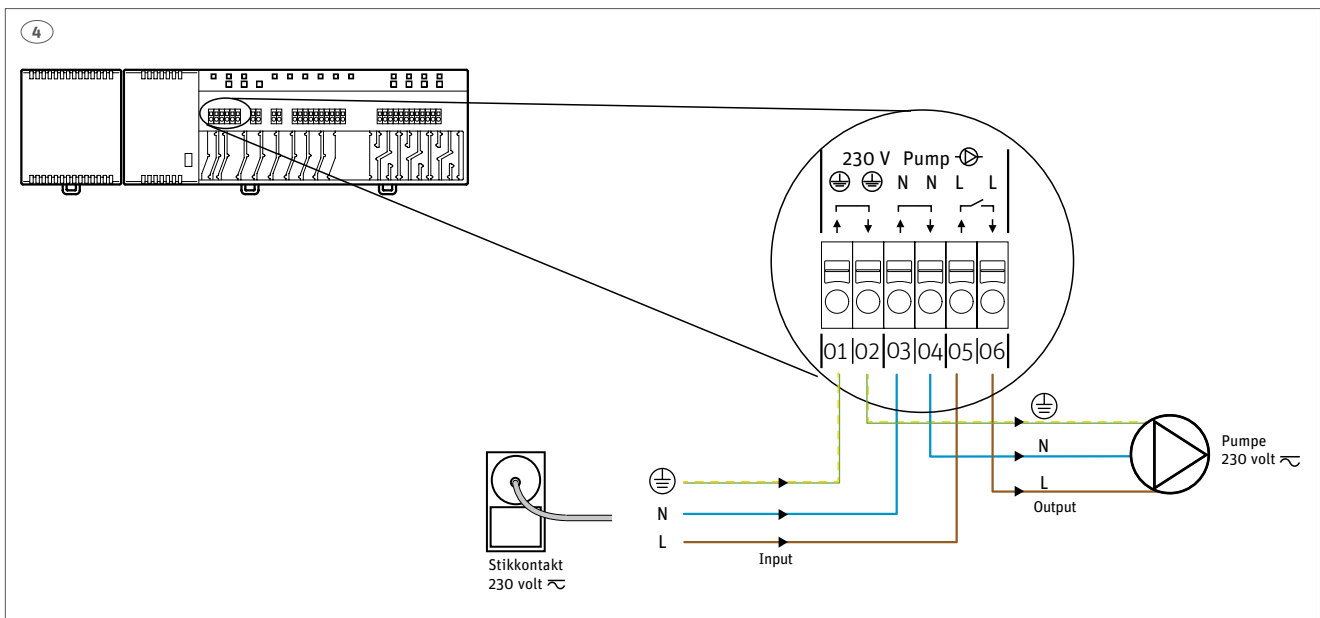 4
230 V Pump
N N L L
01 02 03 04 05 06
N
L
Input
N
L
Output
Stikkontakt
230 volt
Pumpe
230 volt